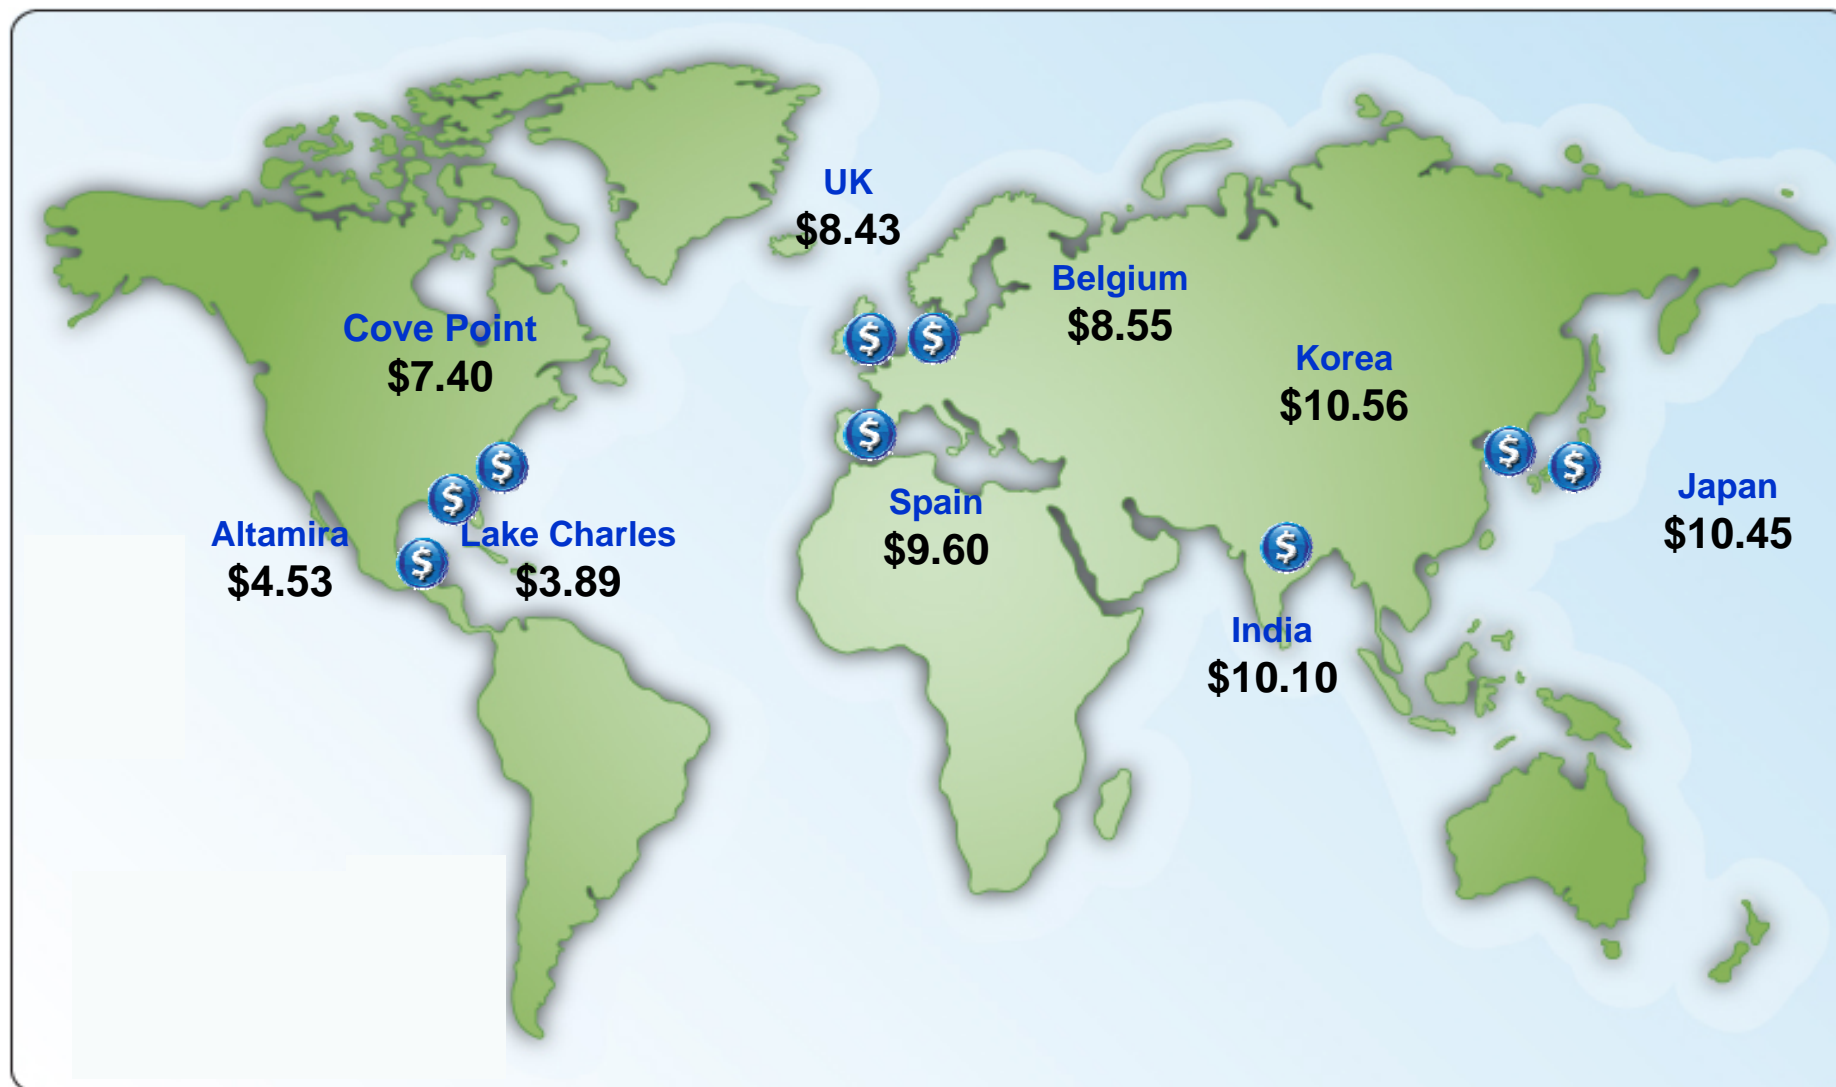 UK
$8.43
Belgium
$8.55
Cove Point
$7.40
Korea
$10.56
Japan
$10.45
Spain
$9.60
Altamira
$4.53
Lake Charles
$3.89
India
$10.10
$
$
$
$
$
$
$
$
$